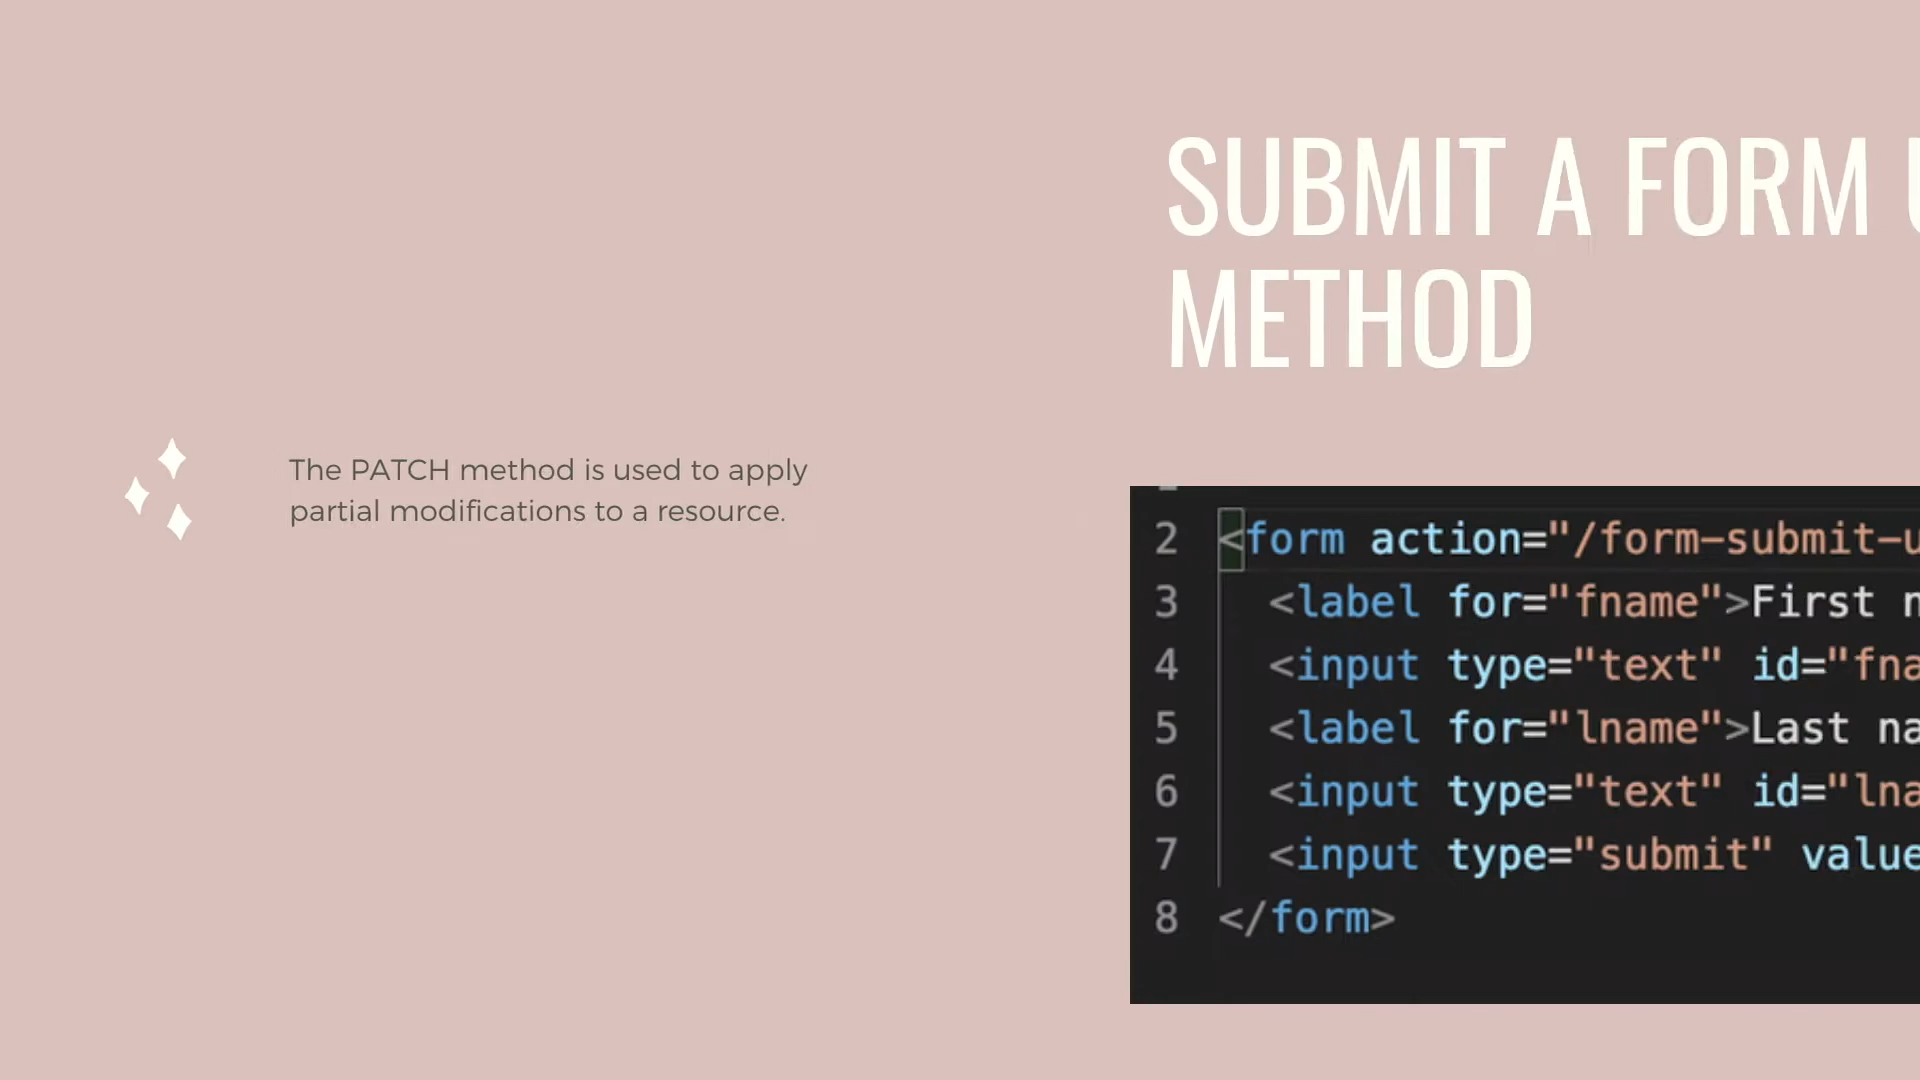 The PATCH method is used to apply
partial modifications to a resource.
SUBMIT A FORM
METHOD
2 <form action="/form-submit-
3 <label for="fname">First
4 <input type="text" id="fna
5 <label for="lname">Last na
6 <input type="text" id="lna
7 <input type="submit" value
8 </form>